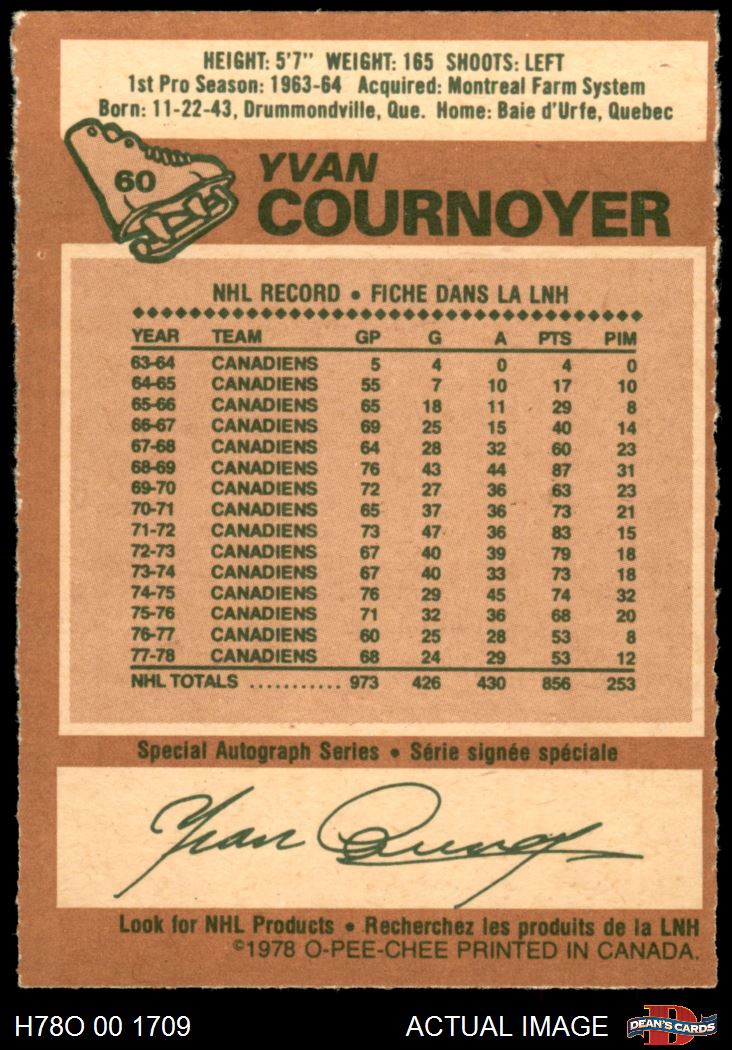 HEIGHT: 5'7" WEIGHT: 165 SHOOTS: LEFT
1st Pro Season: 1963-64 Acquired: Montreal Farm System
Born: 11-22-43, Drummondville, Que. Home: Baie d'Urfe, Quebec
60
YVAN
COURNOYER
NHL RECORD • FICHE DANS LA LNH
YEAR TEAM GP G A PTS PIM
63-64 CANADIENS 5 4 0 4 0
64-65 CANADIENS 55 7 10 17 10
65-66 CANADIENS 65 18 11 29 8
66-67 CANADIENS 69 25 15 40 14
67-68 CANADIENS 64 28 32 60 23
68-69 CANADIENS 76 43 44 87 31
69-70 CANADIENS 72 27 36 63 23
70-71 CANADIENS 65 37 36 73 21
71-72 CANADIENS 73 47 36 83 15
72-73 CANADIENS 67 40 39 79 18
73-74 CANADIENS 67 40 33 73 18
74-75 CANADIENS 76 29 45 74 32
75-76 CANADIENS 71 32 36 68 20
76-77 CANADIENS 60 25 28 53 8
77-78 CANADIENS 68 24 29 53 12
NHL TOTALS ........... 973 426 430 856 253
Special Autograph Series • Série signée spéciale
Yvan Cournoyer
Look for NHL Products • Recherchez les produits de la LNH
©1978 O-PEE-CHEE PRINTED IN CANADA.
H78O 00 1709 ACTUAL IMAGE DEAN'S CARDS